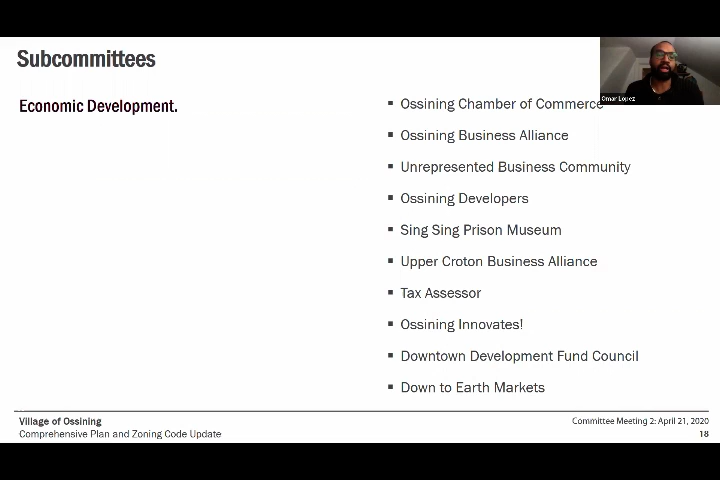 Subcommittees
Economic Development.
▪ Ossining Chamber of Commerce
▪ Ossining Business Alliance
▪ Unrepresented Business Community
▪ Ossining Developers
▪ Sing Sing Prison Museum
▪ Upper Croton Business Alliance
▪ Tax Assessor
▪ Ossining Innovates!
▪ Downtown Development Fund Council
▪ Down to Earth Markets
Omar Lopez
Village of Ossining
Comprehensive Plan and Zoning Code Update
Committee Meeting 2: April 21, 2020
18